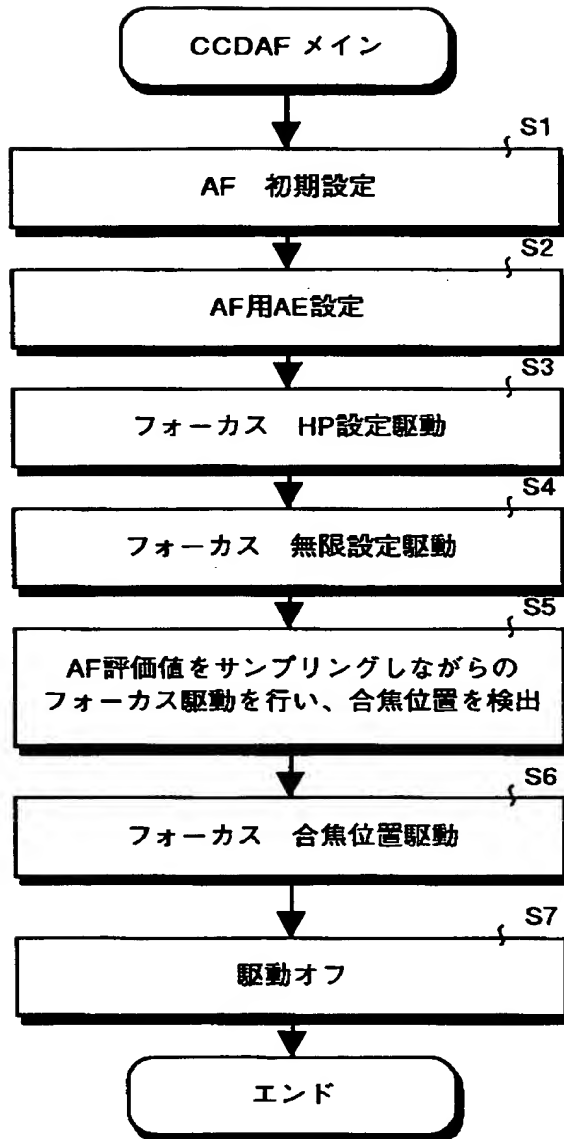 CCDAF メイン
S1
AF 初期設定
S2
AF用AE設定
S3
フォーカス HP設定駆動
S4
フォーカス 無限設定駆動
S5
AF評価値をサンプリングしながらの
フォーカス駆動を行い、合焦位置を検出
S6
フォーカス 合焦位置駆動
S7
駆動オフ
エンド